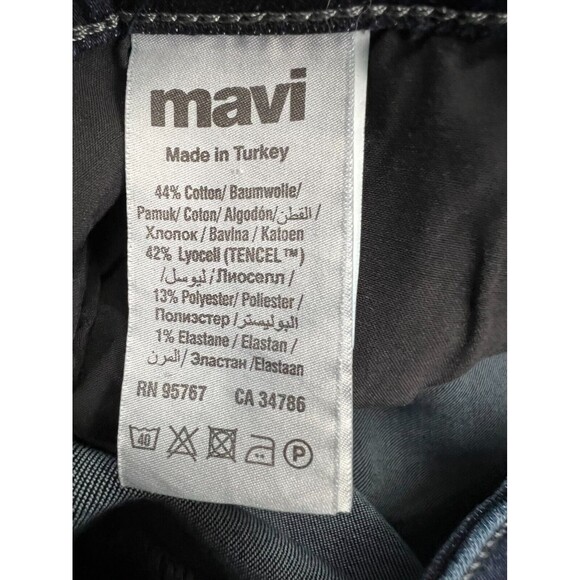 mavi
Made in Turkey
44% Cotton/ Baumwolle/
Pamuk/ Coton/ Algodón/القطن/
Хлопок / Bavlna / Katoen
42% Lyocell (TENCEL™)
/ليوسل/Лиоселл/
13% Polyester/ Poliester /
Полиэстер /البوليستر/
1% Elastane/ Elastan/
المرن/ Эластан /Elastaan
RN 95767 CA 34786
40 P